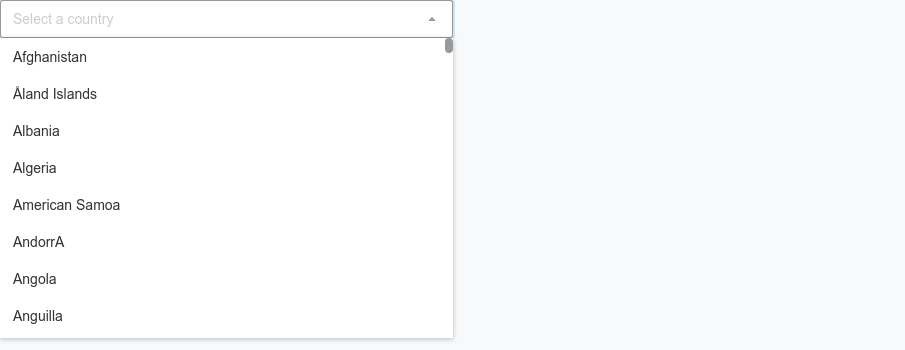 Select a country
Afghanistan
Åland Islands
Albania
Algeria
American Samoa
AndorrA
Angola
Anguilla